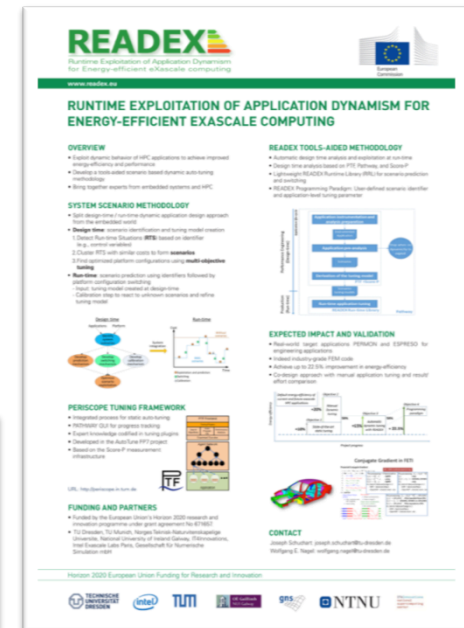 READEX
Runtime Exploitation of Application Dynamism
for Energy-efficient eXascale computing
European
Commission
www.readex.eu
RUNTIME EXPLOITATION OF APPLICATION DYNAMISM FOR
ENERGY-EFFICIENT EXASCALE COMPUTING
OVERVIEW
• Exploit dynamic behavior of HPC applications to achieve improved
energy-efficiency and performance
• Develop a tools-aided scenario based dynamic auto-tuning
methodology
• Bring together experts from embedded systems and HPC
SYSTEM SCENARIO METHODOLOGY
• Split design-time / run-time dynamic application design approach
from the embedded world
• Design-time: scenario identification and tuning model creation
1. Detect Run-time Situations (RTS) based on identifier
(e.g., control variables)
2. Cluster RTS with similar costs to form scenarios
3. Find optimized platform configurations using multi-objective
tuning
• Run-time: scenario prediction using identifiers followed by
platform configuration switching
- Input: tuning model created at design-time
- Calibration step to react to unknown scenarios and refine
tuning model
Design-time
Run-time
PERISCOPE TUNING FRAMEWORK
• Integrated process for static auto-tuning
• PATHWAY GUI for progress tracking
• Expert knowledge codified in tuning plugins
• Developed in the AutoTune FP7 project
• Based on the Score-P measurement
infrastructure
PTF
URL: http://periscope.in.tum.de
FUNDING AND PARTNERS
• Funded by the European Union's Horizon 2020 research and
innovation programme under grant agreement No 671657
• TU Dresden, TU Munich, Norges Teknisk-Naturvitenskapelige
Universitet, National University of Ireland Galway, IT4Innovations,
Intel Exascale Labs Paris, Gesellschaft für Numerische
Simulation mbH
READEX TOOLS-AIDED METHODOLOGY
• Automatic design time analysis and exploitation at run-time
• Design time analysis based on PTF, Pathway, and Score-P
• Lightweight READEX Runtime Library (RRL) for scenario prediction
and switching
• READEX Programming Paradigm: User-defined scenario identifier
and application-level tuning parameter
EXPECTED IMPACT AND VALIDATION
• Real-world target applications PERMON and ESPRESO for
engineering applications
• Indeed industry-grade FEM code
• Achieve up to 22.5% improvement in energy-efficiency
• Co-design approach with manual application tuning and result/
effort comparison
Conjugate Gradient in FETI
CONTACT
Joseph Schuchart: joseph.schuchart@tu-dresden.de
Wolfgang E. Nagel: wolfgang.nagel@tu-dresden.de
Horizon 2020 European Union Funding for Research and Innovation
TECHNISCHE
UNIVERSITÄT
DRESDEN
intel
TUM
gns
NTNU